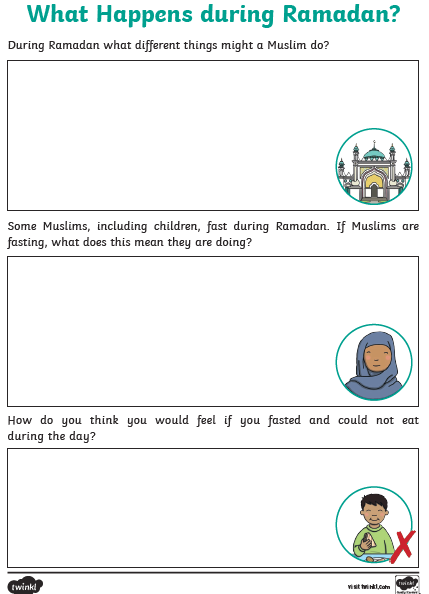 What Happens during Ramadan?
During Ramadan what different things might a Muslim do?
Some Muslims, including children, fast during Ramadan. If Muslims are
fasting, what does this mean they are doing?
How do you think you would feel if you fasted and could not eat
during the day?
twinkl
visit twinkl.com
twinkl